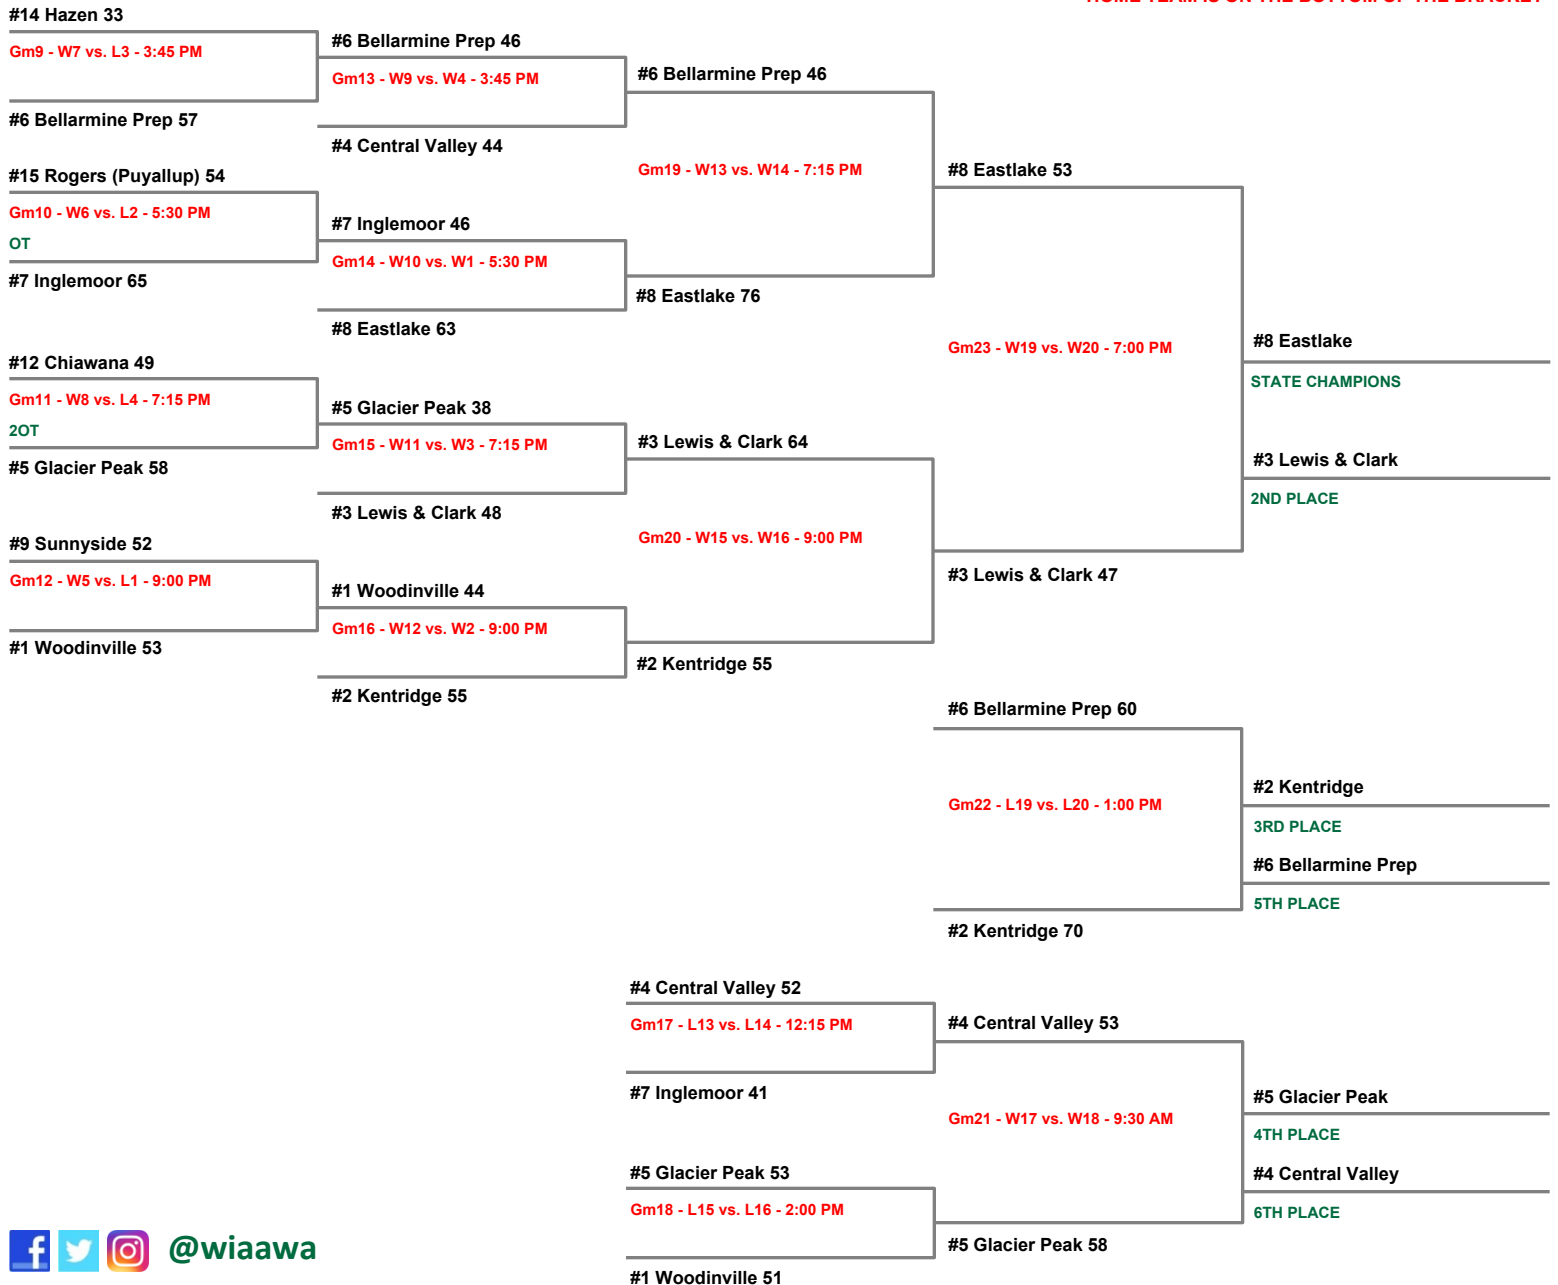 HOME TEAM IS ON THE BOTTOM OF THE BRACKET
#14 Hazen 33
Gm9 - W7 vs. L3 - 3:45 PM
#6 Bellarmine Prep 57
#15 Rogers (Puyallup) 54
Gm10 - W6 vs. L2 - 5:30 PM
OT
#7 Inglemoor 65
#12 Chiawana 49
Gm11 - W8 vs. L4 - 7:15 PM
2OT
#5 Glacier Peak 58
#9 Sunnyside 52
Gm12 - W5 vs. L1 - 9:00 PM
#1 Woodinville 53
#6 Bellarmine Prep 46
Gm13 - W9 vs. W4 - 3:45 PM
#4 Central Valley 44
#7 Inglemoor 46
Gm14 - W10 vs. W1 - 5:30 PM
#8 Eastlake 63
#5 Glacier Peak 38
Gm15 - W11 vs. W3 - 7:15 PM
#3 Lewis & Clark 48
#1 Woodinville 44
Gm16 - W12 vs. W2 - 9:00 PM
#2 Kentridge 55
#6 Bellarmine Prep 46
Gm19 - W13 vs. W14 - 7:15 PM
#8 Eastlake 76
#3 Lewis & Clark 64
Gm20 - W15 vs. W16 - 9:00 PM
#2 Kentridge 55
#8 Eastlake 53
Gm23 - W19 vs. W20 - 7:00 PM
#3 Lewis & Clark 47
#8 Eastlake
STATE CHAMPIONS
#3 Lewis & Clark
2ND PLACE
#6 Bellarmine Prep 60
Gm22 - L19 vs. L20 - 1:00 PM
#2 Kentridge 70
#2 Kentridge
3RD PLACE
#6 Bellarmine Prep
5TH PLACE
#4 Central Valley 52
Gm17 - L13 vs. L14 - 12:15 PM
#7 Inglemoor 41
#5 Glacier Peak 53
Gm18 - L15 vs. L16 - 2:00 PM
#1 Woodinville 51
#4 Central Valley 53
Gm21 - W17 vs. W18 - 9:30 AM
#5 Glacier Peak 58
#5 Glacier Peak
4TH PLACE
#4 Central Valley
6TH PLACE
@wiaawa